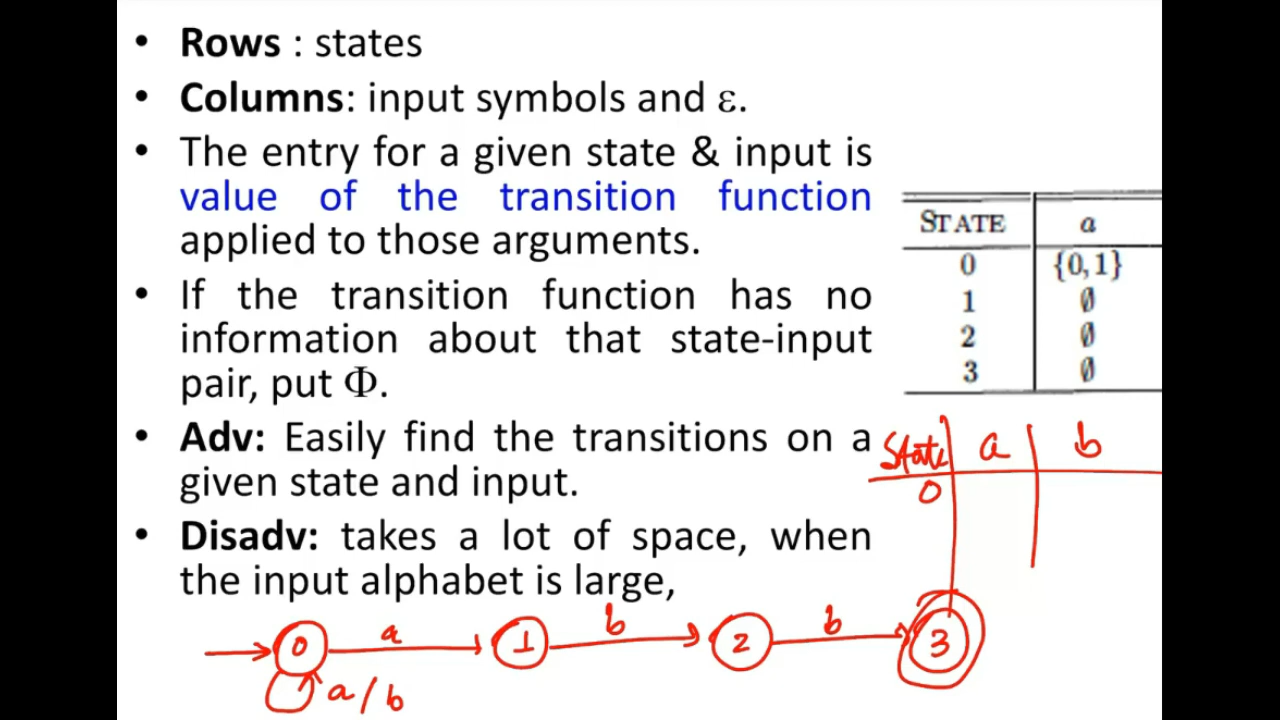 • Rows : states
• Columns: input symbols and ε.
• The entry for a given state & input is
value of the transition function
applied to those arguments.
• If the transition function has no
information about that state-input
pair, put Φ.
• Adv: Easily find the transitions on a
given state and input.
• Disadv: takes a lot of space, when
the input alphabet is large,
STATE a
0 {0,1}
1 ∅
2 ∅
3 ∅
State a b
0
0 a 1 b 2 b 3
a/b